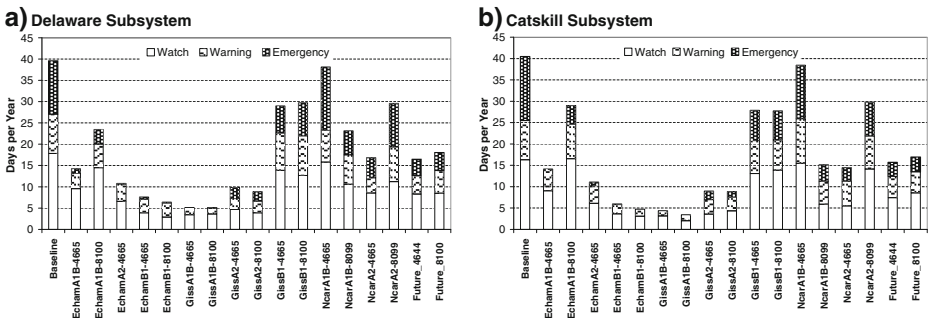 a) Delaware Subsystem
45
40
35
30
25
20
15
10
5
0
Days per Year
Watch Warning Emergency
Baseline
EchamA1B-4665
EchamA1B-8100
EchamA2-4665
EchamB1-4665
EchamB1-8100
GissA1B-4665
GissA1B-8100
GissA2-4665
GissA2-8100
GissB1-4665
GissB1-8100
NcarA1B-4665
NcarA1B-8099
NcarA2-4665
NcarA2-8099
Future_4644
Future_8100
b) Catskill Subsystem
45
40
35
30
25
20
15
10
5
0
Days per Year
Watch Warning Emergency
Baseline
EchamA1B-4665
EchamA1B-8100
EchamA2-4665
EchamB1-4665
EchamB1-8100
GissA1B-4665
GissA1B-8100
GissA2-4665
GissA2-8100
GissB1-4665
GissB1-8100
NcarA1B-4665
NcarA1B-8099
NcarA2-4665
NcarA2-8099
Future_4644
Future_8100